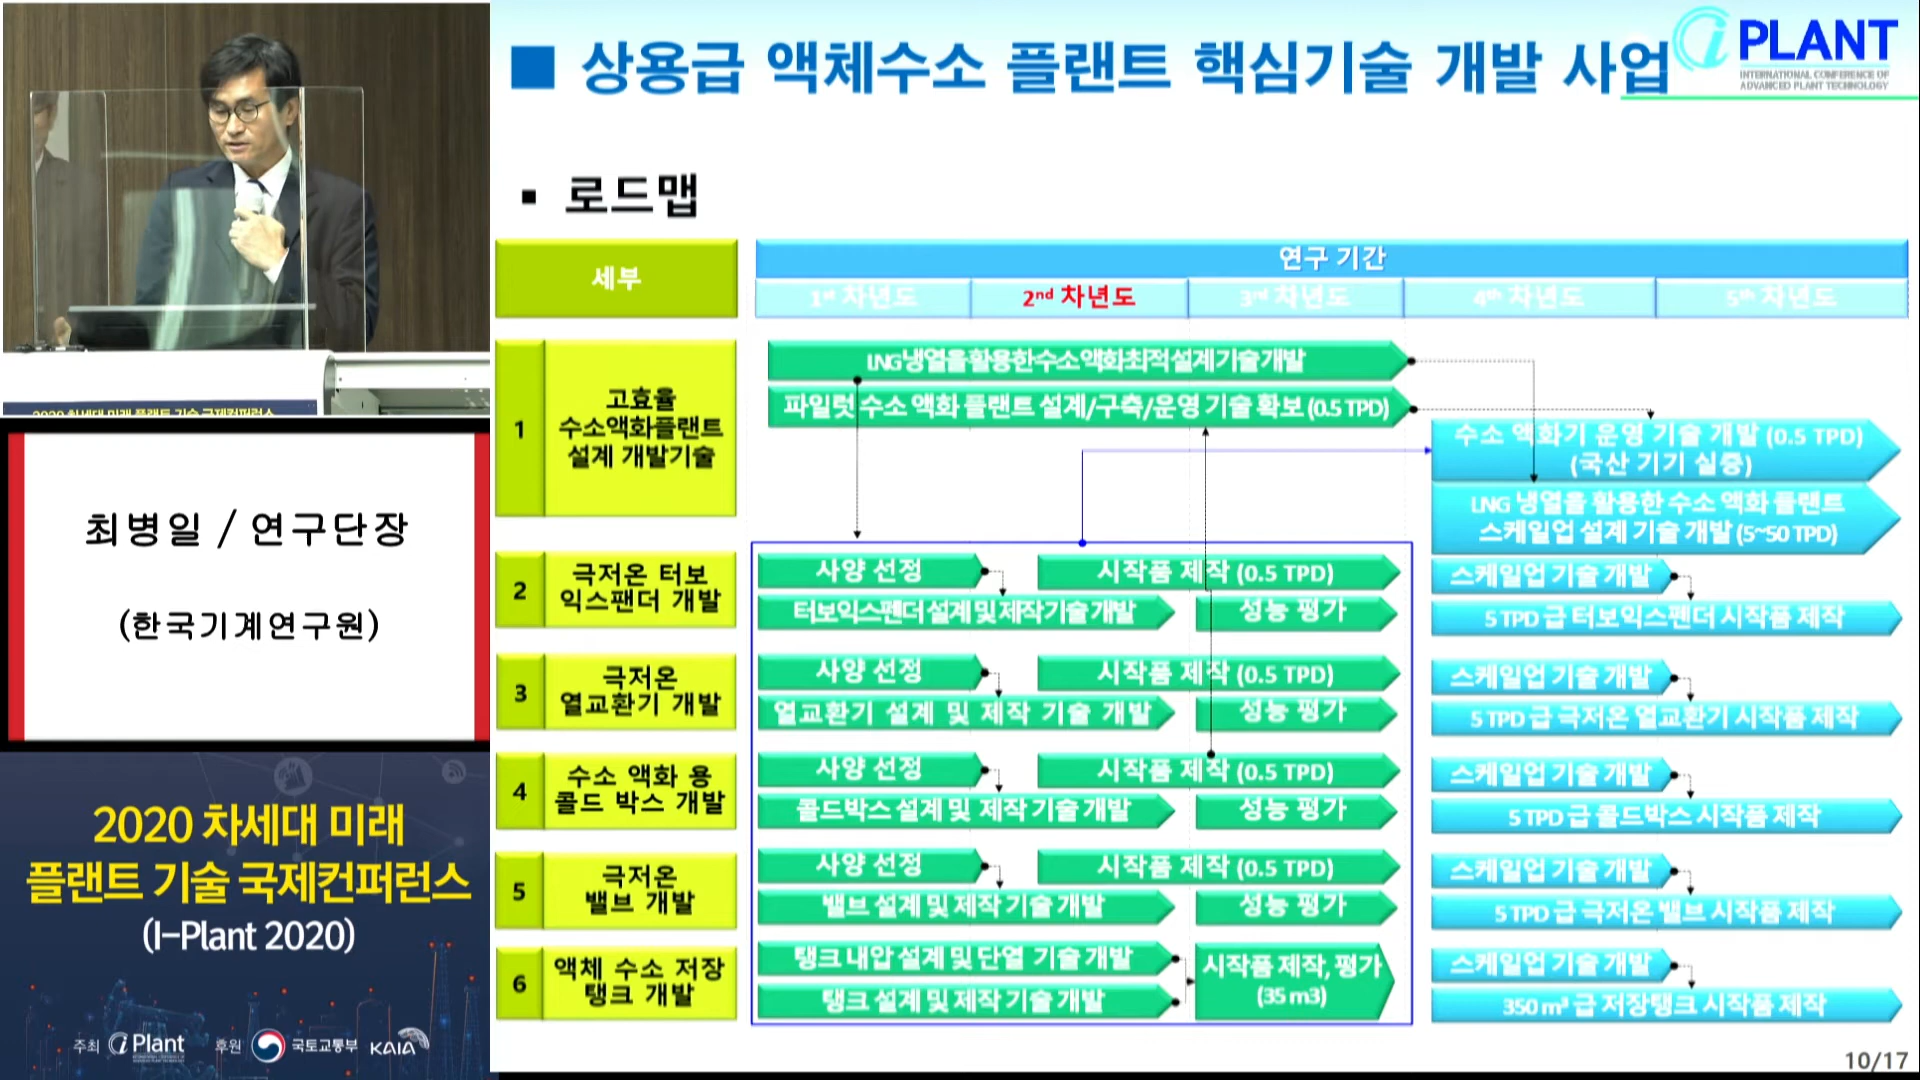 ■ 상용급 액체수소 플랜트 핵심기술 개발 사업
i PLANT
INTERNATIONAL CONFERENCE OF
ADVANCED PLANT TECHNOLOGY
▪ 로드맵
세부
연구 기간
1st 차년도
2nd 차년도
3rd 차년도
4th 차년도
5th 차년도
1
고효율
수소액화플랜트
설계 개발기술
LNG냉열을활용한수소액화최적설계기술개발
파일럿 수소 액화 플랜트 설계/구축/운영 기술 확보 (0.5 TPD)
수소 액화기 운영 기술 개발 (0.5 TPD)
(국산 기기 실증)
LNG 냉열을 활용한 수소 액화 플랜트
스케일업 설계 기술 개발 (5~50 TPD)
2
극저온 터보
익스팬더 개발
사양 선정
시작품 제작 (0.5 TPD)
터보익스펜더 설계 및 제작기술 개발
성능 평가
스케일업 기술 개발
5 TPD 급 터보익스펜더 시작품 제작
3
극저온
열교환기 개발
사양 선정
시작품 제작 (0.5 TPD)
열교환기 설계 및 제작 기술 개발
성능 평가
스케일업 기술 개발
5 TPD 급 극저온 열교환기 시작품 제작
4
수소 액화 용
콜드 박스 개발
사양 선정
시작품 제작 (0.5 TPD)
콜드박스 설계 및 제작 기술 개발
성능 평가
스케일업 기술 개발
5 TPD 급 콜드박스 시작품 제작
5
극저온
밸브 개발
사양 선정
시작품 제작 (0.5 TPD)
밸브 설계 및 제작 기술 개발
성능 평가
스케일업 기술 개발
5 TPD 급 극저온 밸브 시작품 제작
6
액체 수소 저장
탱크 개발
탱크 내압 설계 및 단열 기술 개발
탱크 설계 및 제작 기술 개발
시작품 제작, 평가
(35 m3)
스케일업 기술 개발
350 m³ 급 저장탱크 시작품 제작
10/17
최병일 / 연구단장
(한국기계연구원)
2020 차세대 미래
플랜트 기술 국제컨퍼런스
(I-Plant 2020)
주최 i Plant 후원 국토교통부 KAIA